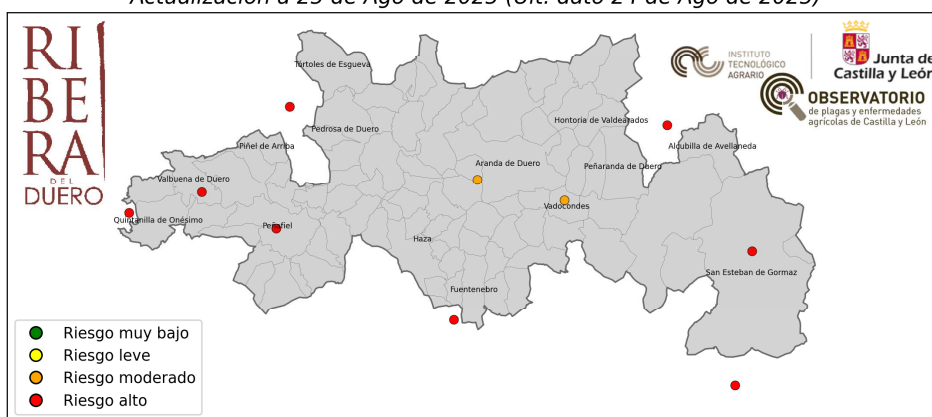 Actualización a 25 de Ago de 2025 (Últ. dato 24 de Ago de 2025)
RI
BE
RA
DEL
DUERO
INSTITUTO
TECNOLÓGICO
AGRARIO
Junta de
Castilla y León
OBSERVATORIO
de plagas y enfermedades
agrícolas de Castilla y León
Tórtoles de Esgueva
Hontoria de Valdearados
Pedrosa de Duero
Piñel de Arriba
Alcubilla de Avellaneda
Aranda de Duero
Peñaranda de Duero
Valbuena de Duero
Vadocondes
Quintanilla de Onésimo
Peñafiel
Haza
San Esteban de Gormaz
Fuentenebro
Riesgo muy bajo
Riesgo leve
Riesgo moderado
Riesgo alto